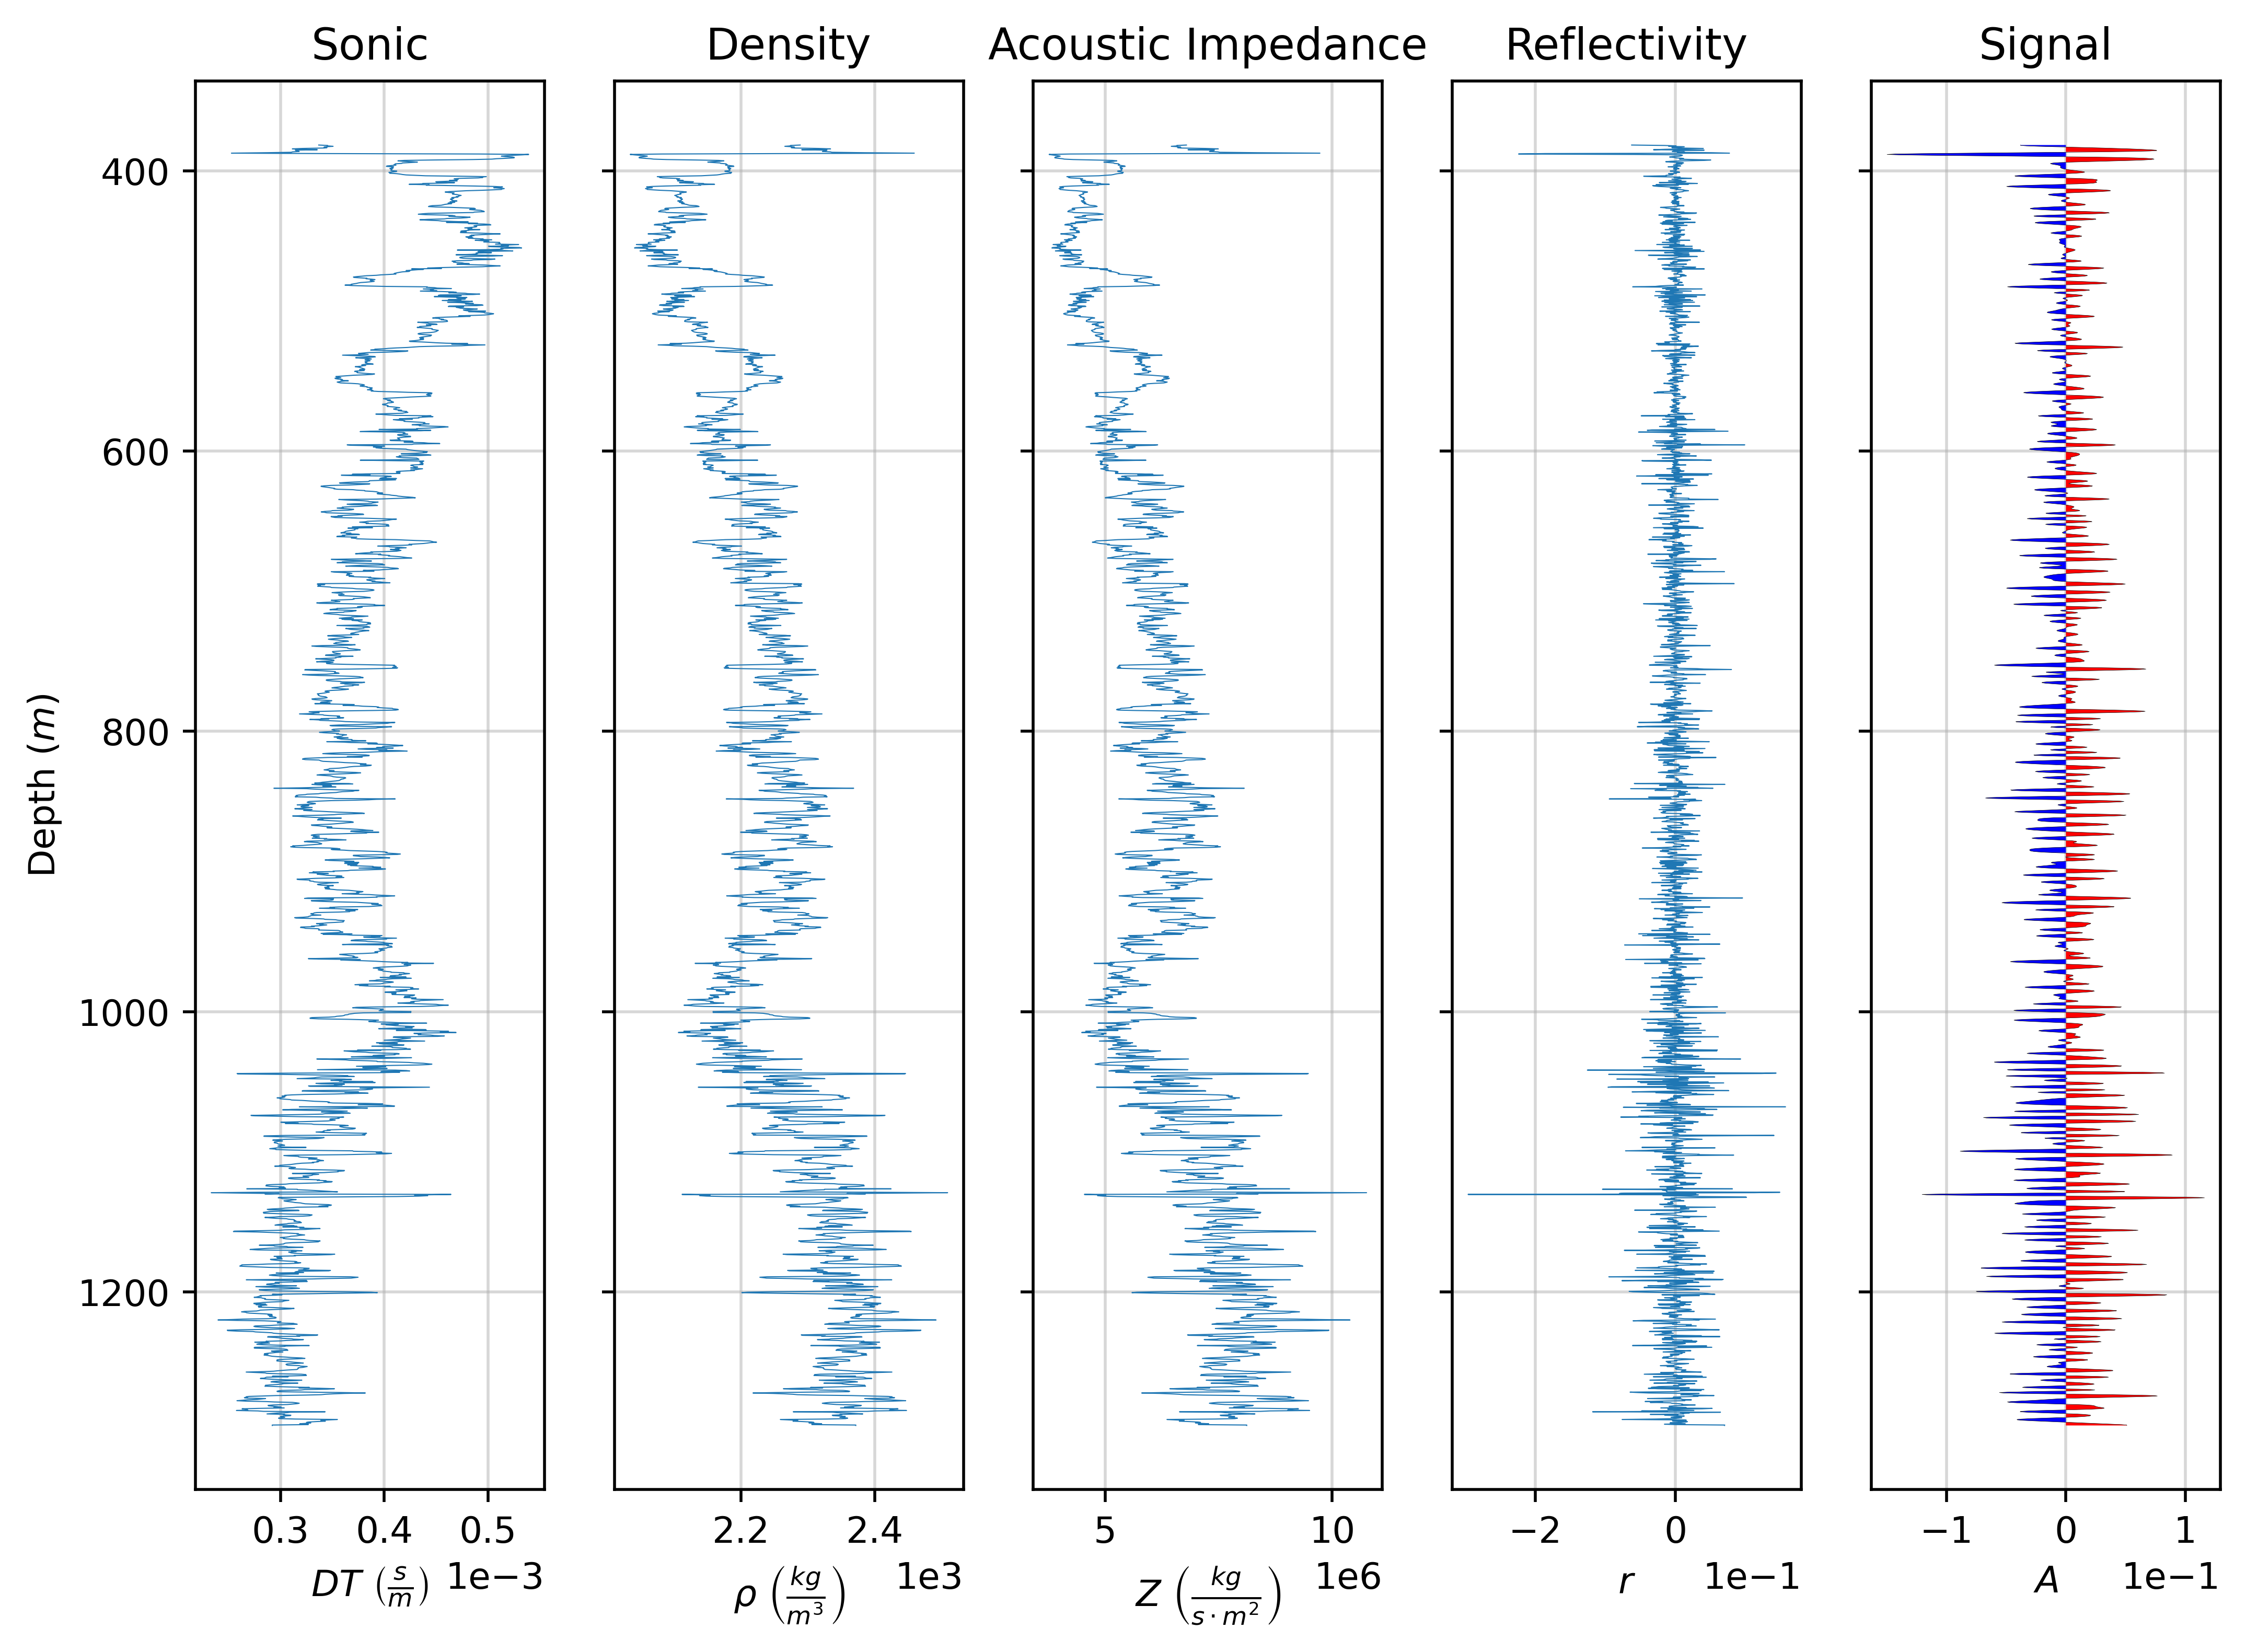 Sonic Density Acoustic Impedance Reflectivity Signal
400
600
800
1000
1200
Depth (m)
0.3 0.4 0.5 2.2 2.4 5 10 −2 0 −1 0 1
DT (s/m) 1e−3 ρ (kg/m³) 1e3 Z (kg/s·m²) 1e6 r 1e−1 A 1e−1